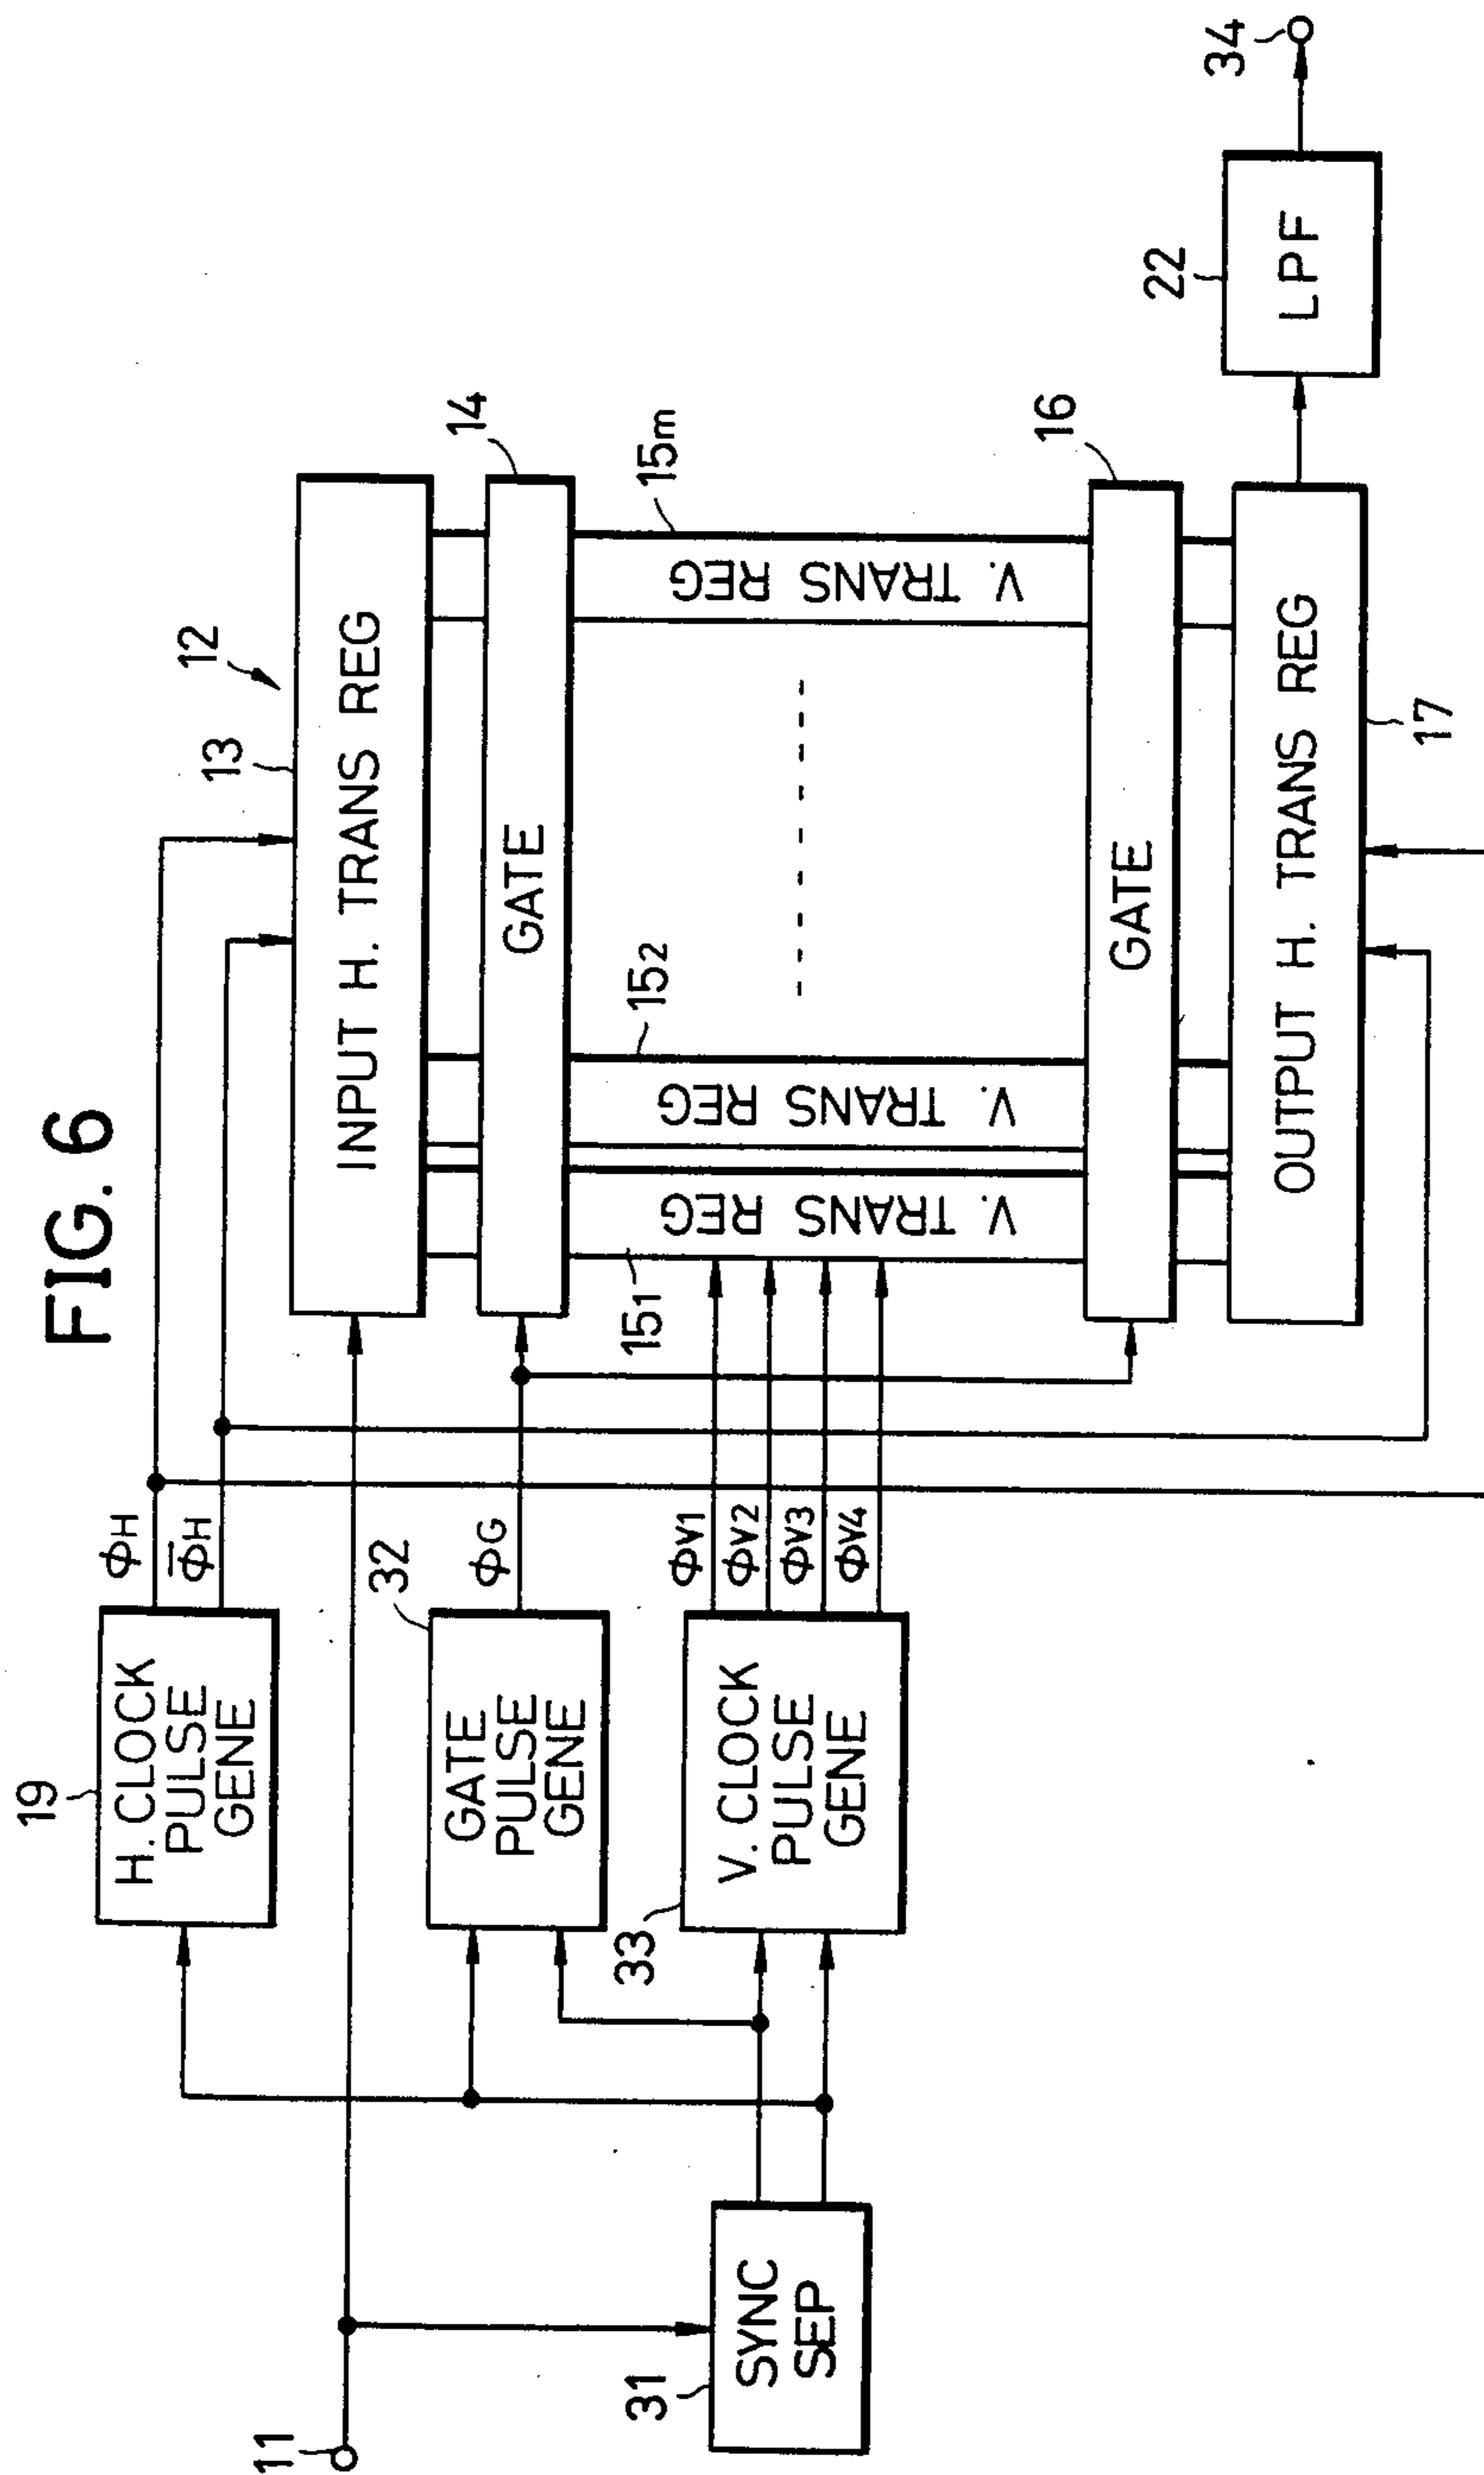 FIG. 6
11
31
SYNC
SEP
19
H. CLOCK
PULSE
GENE
32
GATE
PULSE
GENE
33
V. CLOCK
PULSE
GENE
ΦH
Φ̅H
ΦG
ΦV1
ΦV2
ΦV3
ΦV4
12
13
INPUT H. TRANS REG
14
GATE
151
V. TRANS REG
152
V. TRANS REG
15m
V. TRANS REG
16
GATE
OUTPUT H. TRANS REG
17
22
LPF
34